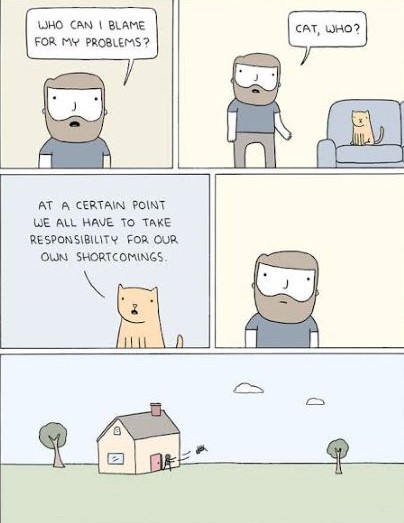 WHO CAN I BLAME
FOR MY PROBLEMS?
CAT, WHO?
AT A CERTAIN POINT
WE ALL HAVE TO TAKE
RESPONSIBILITY FOR OUR
OWN SHORTCOMINGS.